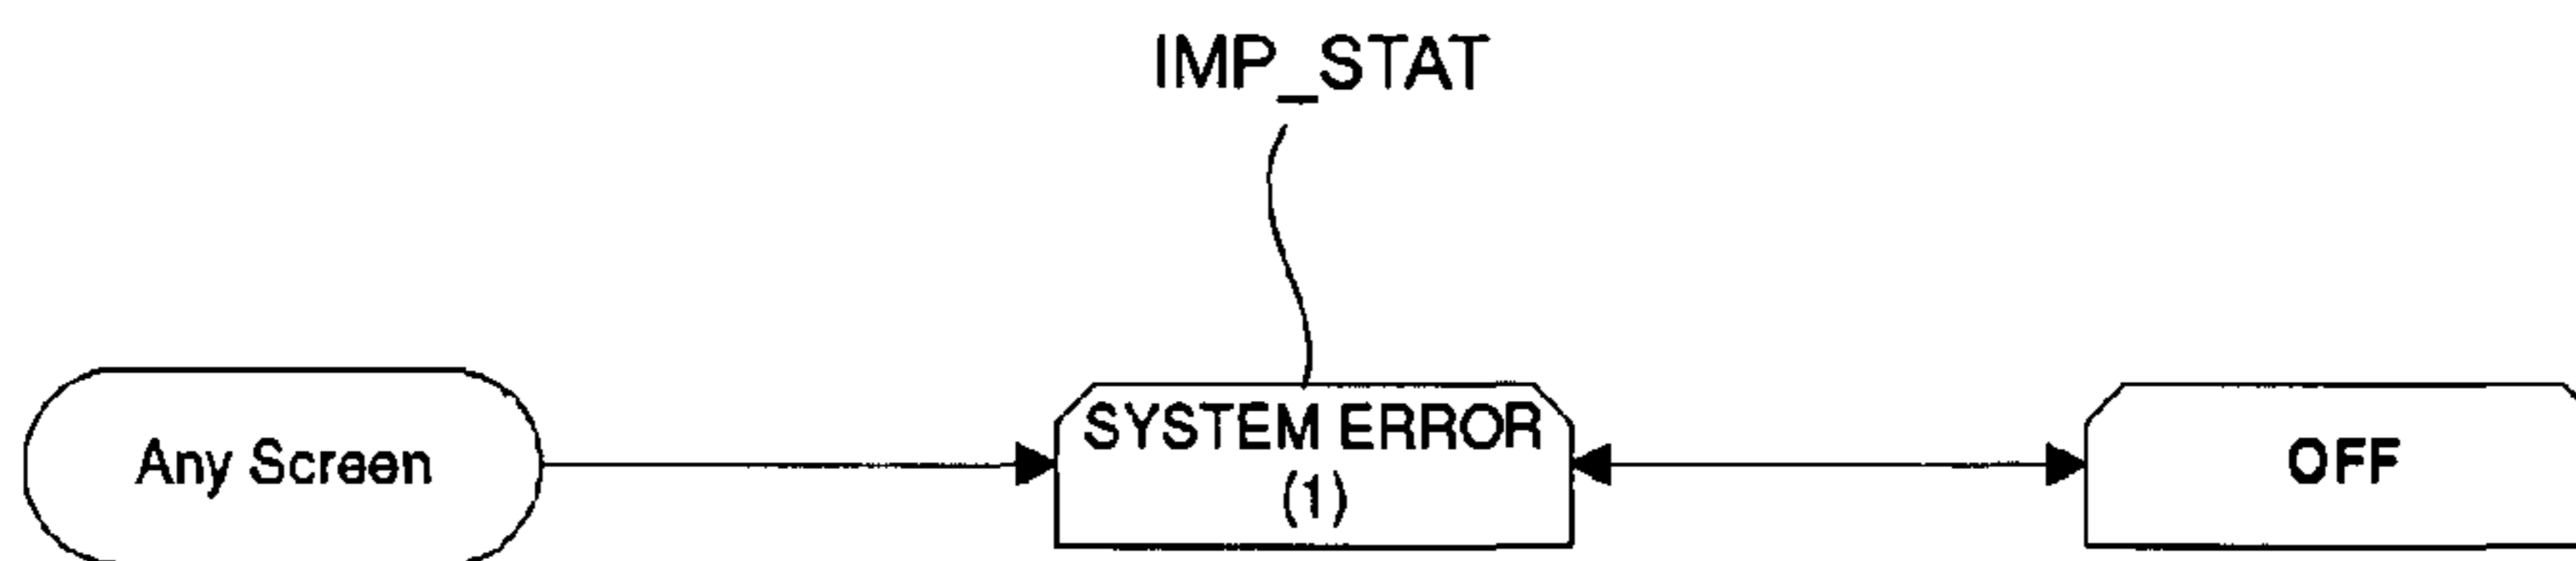 IMP_STAT
Any Screen
SYSTEM ERROR
(1)
OFF